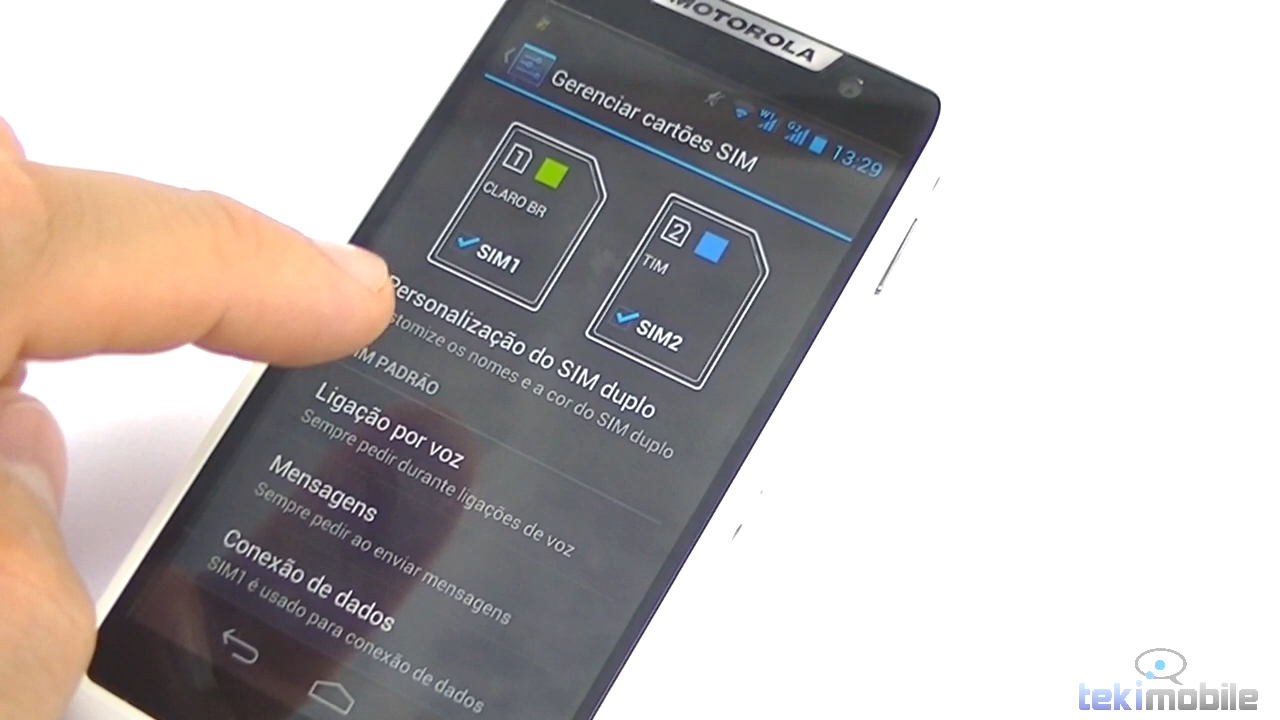 MOTOROLA
13:29
Gerenciar cartões SIM
1
CLARO BR
SIM1
2
TIM
SIM2
Personalização do SIM duplo
stomize os nomes e a cor do SIM duplo
IM PADRÃO
Ligação por voz
Sempre pedir durante ligações de voz
Mensagens
Sempre pedir ao enviar mensagens
Conexão de dados
SIM1 é usado para conexão de dados
tekimobile